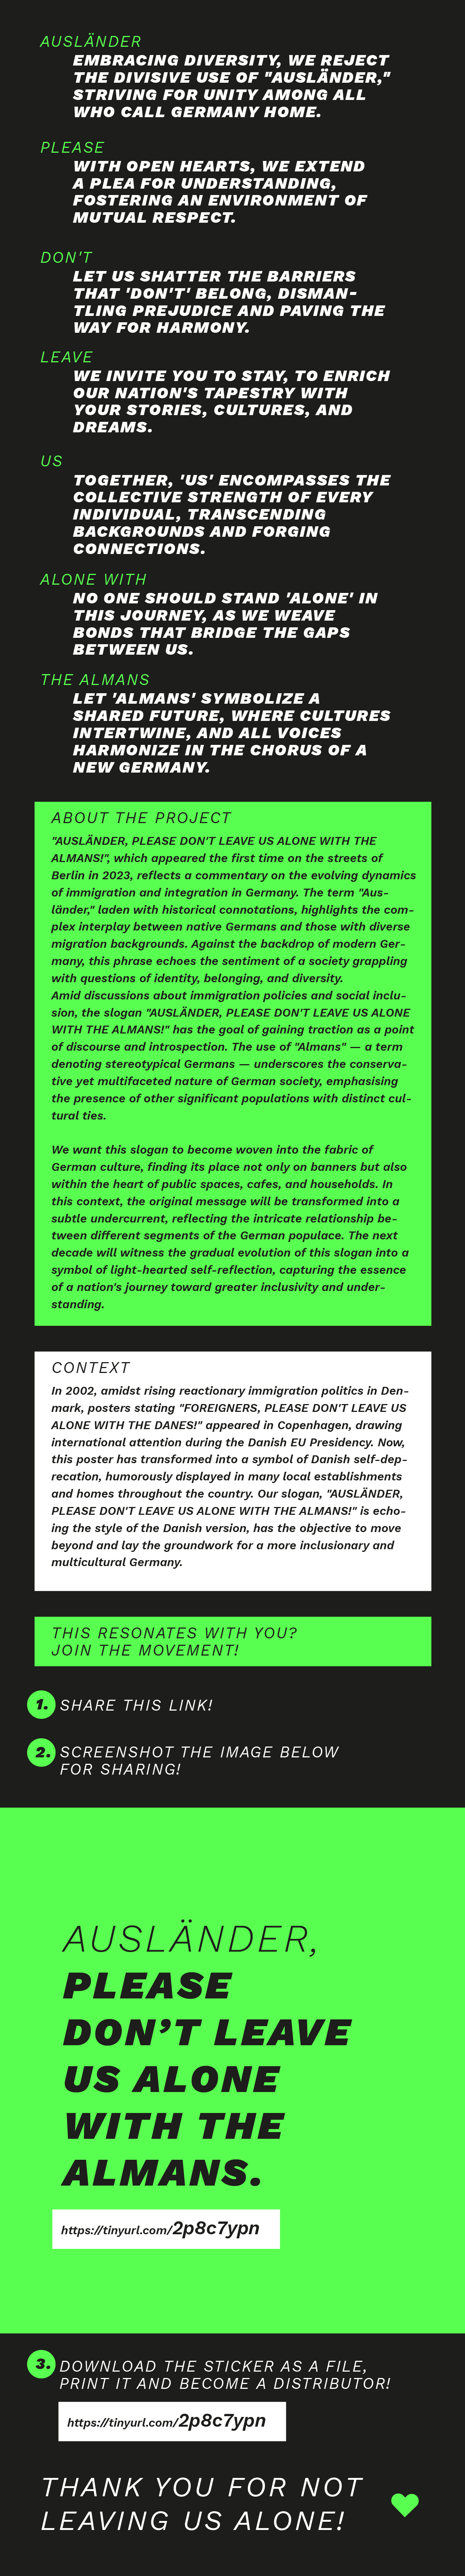 AUSLÄNDER
EMBRACING DIVERSITY, WE REJECT
THE DIVISIVE USE OF "AUSLÄNDER,"
STRIVING FOR UNITY AMONG ALL
WHO CALL GERMANY HOME.
PLEASE
WITH OPEN HEARTS, WE EXTEND
A PLEA FOR UNDERSTANDING,
FOSTERING AN ENVIRONMENT OF
MUTUAL RESPECT.
DON'T
LET US SHATTER THE BARRIERS
THAT 'DON'T' BELONG, DISMAN-
TLING PREJUDICE AND PAVING THE
WAY FOR HARMONY.
LEAVE
WE INVITE YOU TO STAY, TO ENRICH
OUR NATION'S TAPESTRY WITH
YOUR STORIES, CULTURES, AND
DREAMS.
US
TOGETHER, 'US' ENCOMPASSES THE
COLLECTIVE STRENGTH OF EVERY
INDIVIDUAL, TRANSCENDING
BACKGROUNDS AND FORGING
CONNECTIONS.
ALONE WITH
NO ONE SHOULD STAND 'ALONE' IN
THIS JOURNEY, AS WE WEAVE
BONDS THAT BRIDGE THE GAPS
BETWEEN US.
THE ALMANS
LET 'ALMANS' SYMBOLIZE A
SHARED FUTURE, WHERE CULTURES
INTERTWINE, AND ALL VOICES
HARMONIZE IN THE CHORUS OF A
NEW GERMANY.
ABOUT THE PROJECT
"AUSLÄNDER, PLEASE DON'T LEAVE US ALONE WITH THE
ALMANS!", which appeared the first time on the streets of
Berlin in 2023, reflects a commentary on the evolving dynamics
of immigration and integration in Germany. The term "Aus-
länder," laden with historical connotations, highlights the com-
plex interplay between native Germans and those with diverse
migration backgrounds. Against the backdrop of modern Ger-
many, this phrase echoes the sentiment of a society grappling
with questions of identity, belonging, and diversity.
Amid discussions about immigration policies and social inclu-
sion, the slogan "AUSLÄNDER, PLEASE DON'T LEAVE US ALONE
WITH THE ALMANS!" has the goal of gaining traction as a point
of discourse and introspection. The use of "Almans" — a term
denoting stereotypical Germans — underscores the conserva-
tive yet multifaceted nature of German society, emphasising
the presence of other significant populations with distinct cul-
tural ties.
We want this slogan to become woven into the fabric of
German culture, finding its place not only on banners but also
within the heart of public spaces, cafes, and households. In
this context, the original message will be transformed into a
subtle undercurrent, reflecting the intricate relationship be-
tween different segments of the German populace. The next
decade will witness the gradual evolution of this slogan into a
symbol of light-hearted self-reflection, capturing the essence
of a nation's journey toward greater inclusivity and under-
standing.
CONTEXT
In 2002, amidst rising reactionary immigration politics in Den-
mark, posters stating "FOREIGNERS, PLEASE DON'T LEAVE US
ALONE WITH THE DANES!" appeared in Copenhagen, drawing
international attention during the Danish EU Presidency. Now,
this poster has transformed into a symbol of Danish self-dep-
recation, humorously displayed in many local establishments
and homes throughout the country. Our slogan, "AUSLÄNDER,
PLEASE DON'T LEAVE US ALONE WITH THE ALMANS!" is echo-
ing the style of the Danish version, has the objective to move
beyond and lay the groundwork for a more inclusionary and
multicultural Germany.
THIS RESONATES WITH YOU?
JOIN THE MOVEMENT!
1. SHARE THIS LINK!
2. SCREENSHOT THE IMAGE BELOW
FOR SHARING!
AUSLÄNDER,
PLEASE
DON’T LEAVE
US ALONE
WITH THE
ALMANS.
https://tinyurl.com/2p8c7ypn
3. DOWNLOAD THE STICKER AS A FILE,
PRINT IT AND BECOME A DISTRIBUTOR!
https://tinyurl.com/2p8c7ypn
THANK YOU FOR NOT
LEAVING US ALONE!